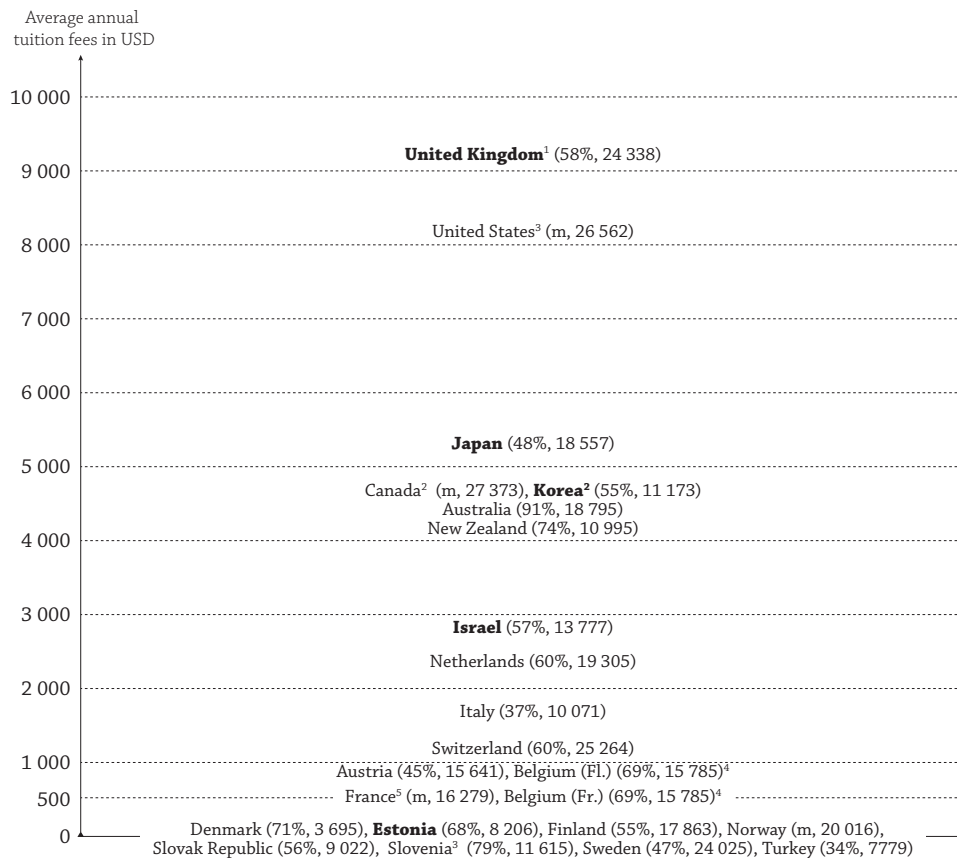 Average annual
tuition fees in USD
10 000
United Kingdom¹ (58%, 24 338)
9 000
United States³ (m, 26 562)
8 000
7 000
6 000
Japan (48%, 18 557)
5 000
Canada² (m, 27 373), Korea² (55%, 11 173)
Australia (91%, 18 795)
New Zealand (74%, 10 995)
4 000
3 000
Israel (57%, 13 777)
Netherlands (60%, 19 305)
2 000
Italy (37%, 10 071)
Switzerland (60%, 25 264)
1 000
Austria (45%, 15 641), Belgium (Fl.) (69%, 15 785)⁴
500
France⁵ (m, 16 279), Belgium (Fr.) (69%, 15 785)⁴
0
Denmark (71%, 3 695), Estonia (68%, 8 206), Finland (55%, 17 863), Norway (m, 20 016),
Slovak Republic (56%, 9 022), Slovenia³ (79%, 11 615), Sweden (47%, 24 025), Turkey (34%, 7779)